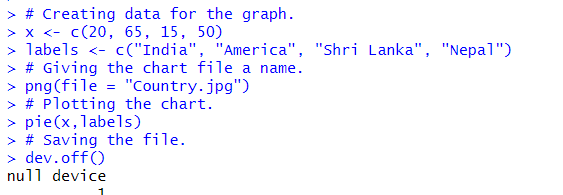 > # Creating data for the graph.
> x <- c(20, 65, 15, 50)
> labels <- c("India", "America", "Shri Lanka", "Nepal")
> # Giving the chart file a name.
> png(file = "Country.jpg")
> # Plotting the chart.
> pie(x,labels)
> # Saving the file.
> dev.off()
null device
          1